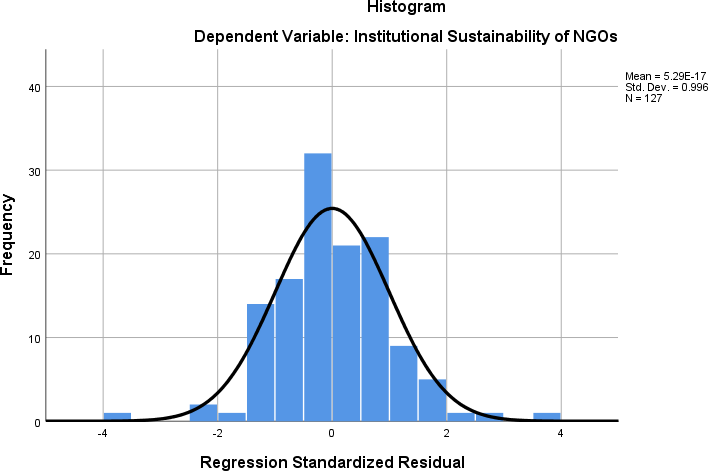 Histogram
Dependent Variable: Institutional Sustainability of NGOs
Mean = 5.29E-17
Std. Dev. = 0.996
N = 127
Frequency
40
30
20
10
0
-4 -2 0 2 4
Regression Standardized Residual